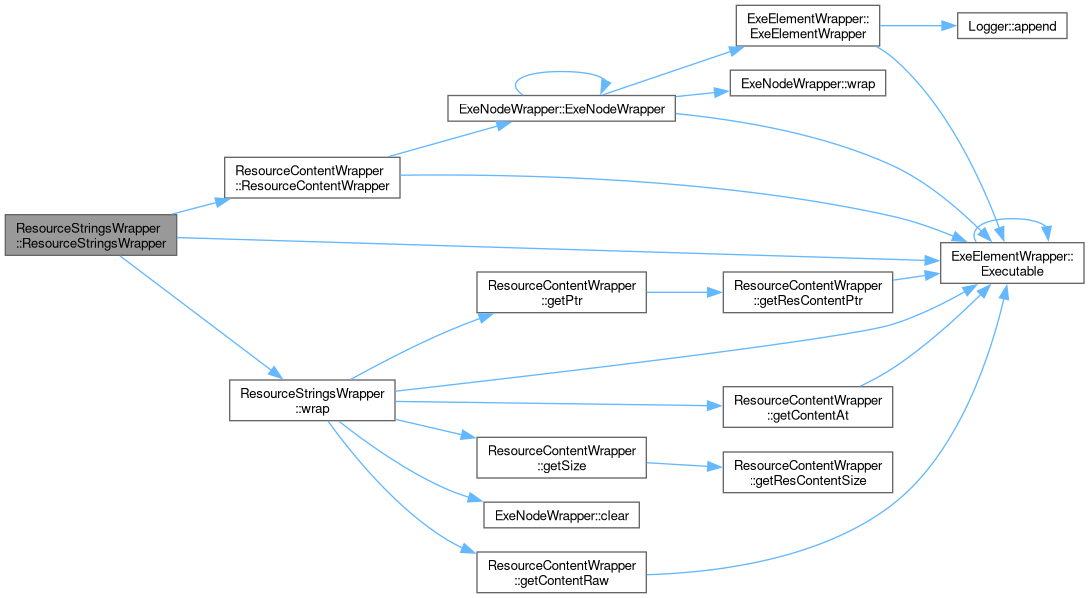 ExeElementWrapper::
ExeElementWrapper
Logger::append
ExeNodeWrapper::wrap
ExeNodeWrapper::ExeNodeWrapper
ResourceContentWrapper
::ResourceContentWrapper
ResourceStringsWrapper
::ResourceStringsWrapper
ExeElementWrapper::
Executable
ResourceContentWrapper
::getPtr
ResourceContentWrapper
::getResContentPtr
ResourceStringsWrapper
::wrap
ResourceContentWrapper
::getContentAt
ResourceContentWrapper
::getSize
ResourceContentWrapper
::getResContentSize
ExeNodeWrapper::clear
ResourceContentWrapper
::getContentRaw